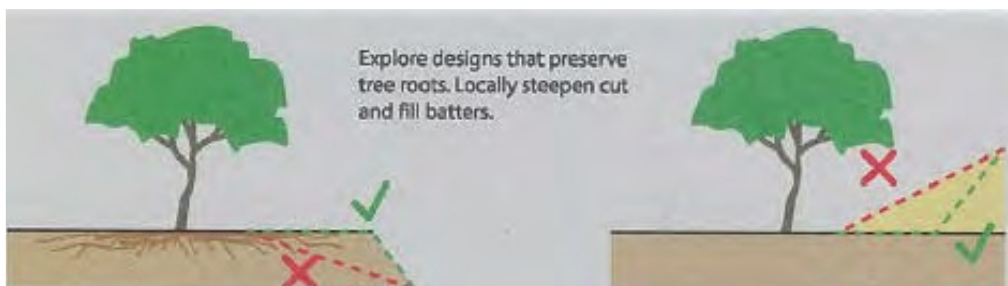 Explore designs that preserve
tree roots. Locally steepen cut
and fill batters.